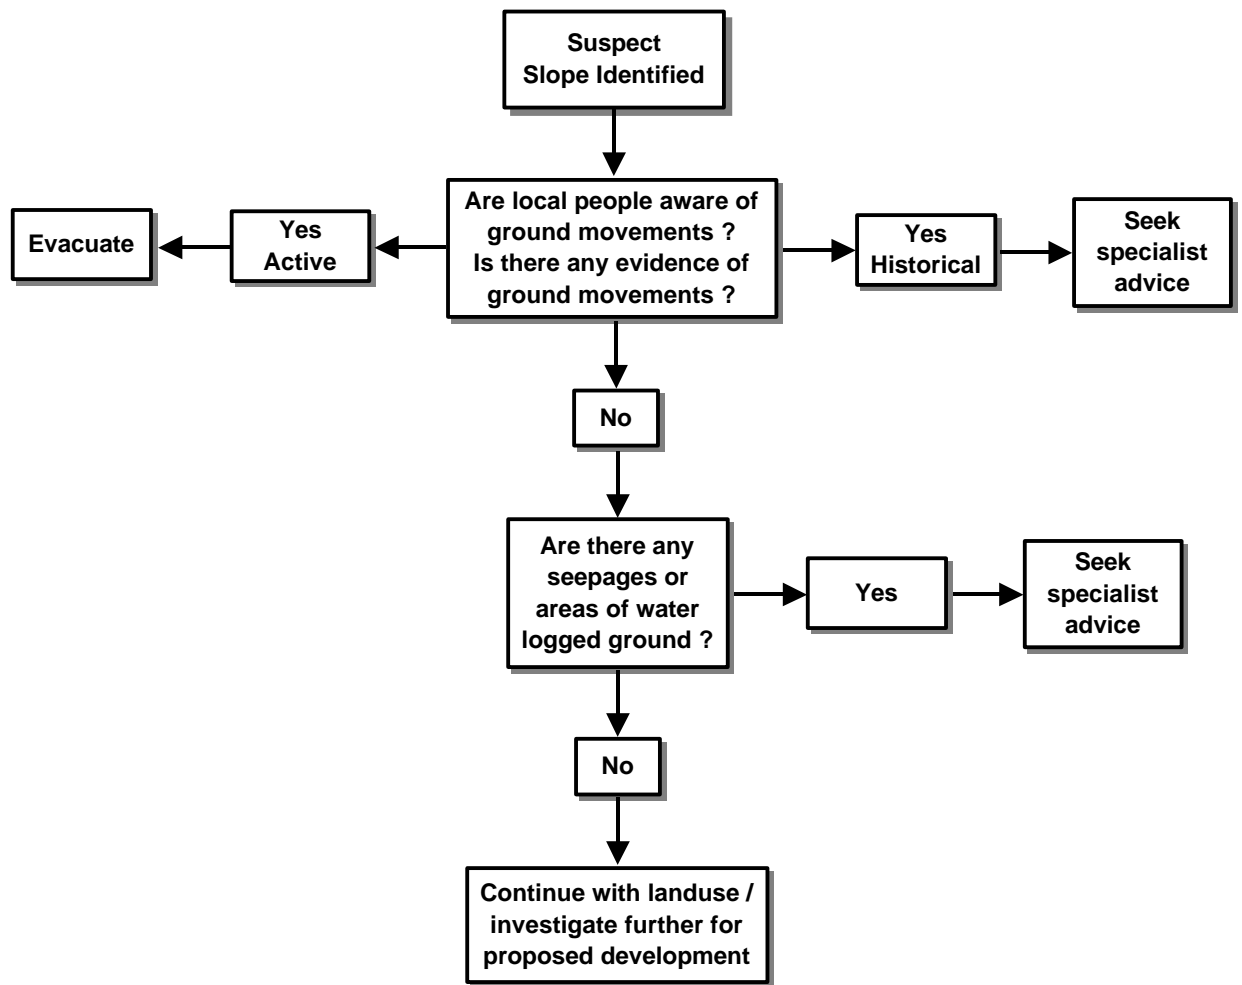 Suspect
Slope Identified
Are local people aware of
ground movements ?
Is there any evidence of
ground movements ?
Yes
Active
Evacuate
Yes
Historical
Seek
specialist
advice
No
Are there any
seepages or
areas of water
logged ground ?
Yes
Seek
specialist
advice
No
Continue with landuse /
investigate further for
proposed development